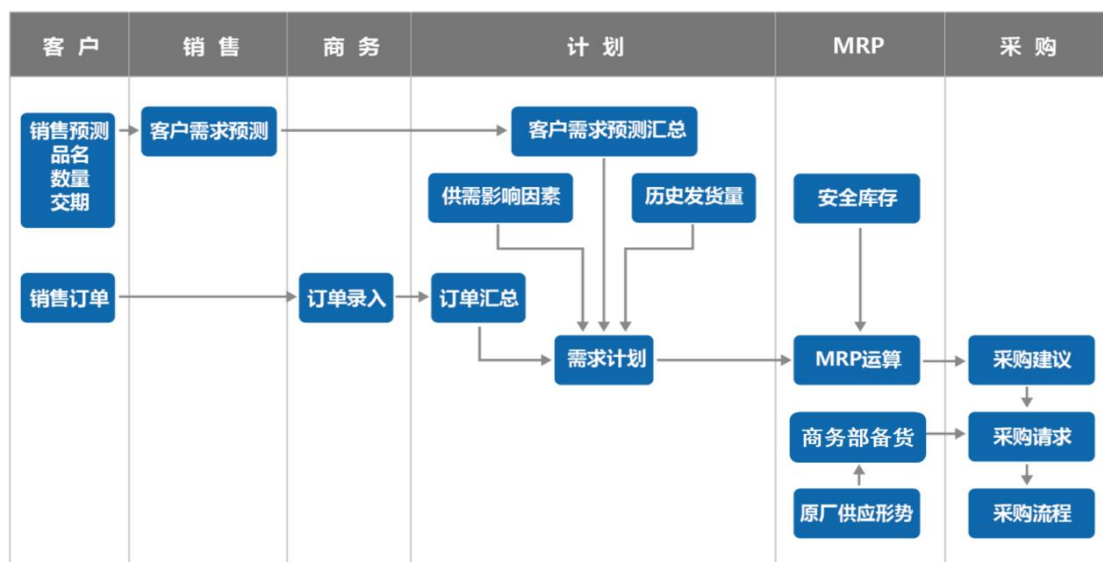 客 户
销 售
商 务
计 划
MRP
采 购
销售预测
品名
数量
交期
客户需求预测
客户需求预测汇总
供需影响因素
历史发货量
安全库存
销售订单
订单录入
订单汇总
需求计划
MRP运算
采购建议
商务部备货
采购请求
原厂供应形势
采购流程